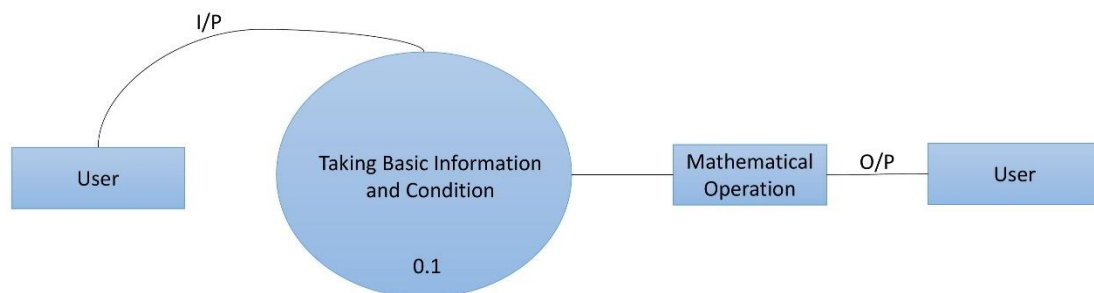 I/P
User
Taking Basic Information
and Condition
0.1
Mathematical
Operation
O/P
User